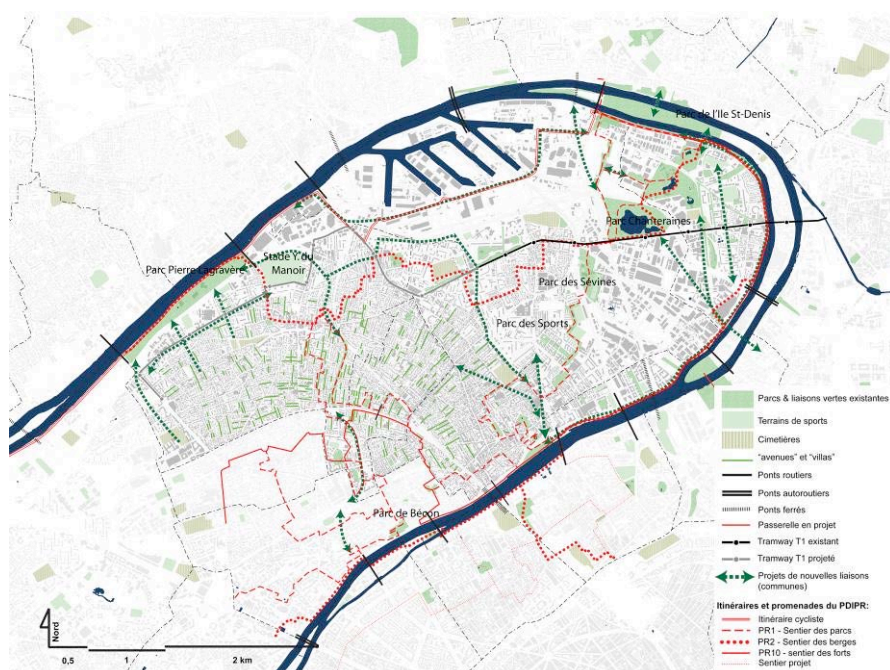 Parc de l'Ile St-Denis
Parc Chanteraines
Stade Y. du
Manoir
Parc Pierre Lagravère
Parc des Sévines
Parc des Sports
Parc de Bécon
Parcs & liaisons vertes existantes
Terrains de sports
Cimetières
"avenues" et "villas"
Ponts routiers
Ponts autoroutiers
Ponts ferrés
Passerelle en projet
Tramway T1 existant
Tramway T1 projeté
Projets de nouvelles liaisons
(communes)
Itinéraires et promenades du PDIPR:
Itinéraire cycliste
PR1 - Sentier des parcs
PR2 - Sentier des berges
PR10 - sentier des forts
Sentier projet
Nord
0,5 1 2 km